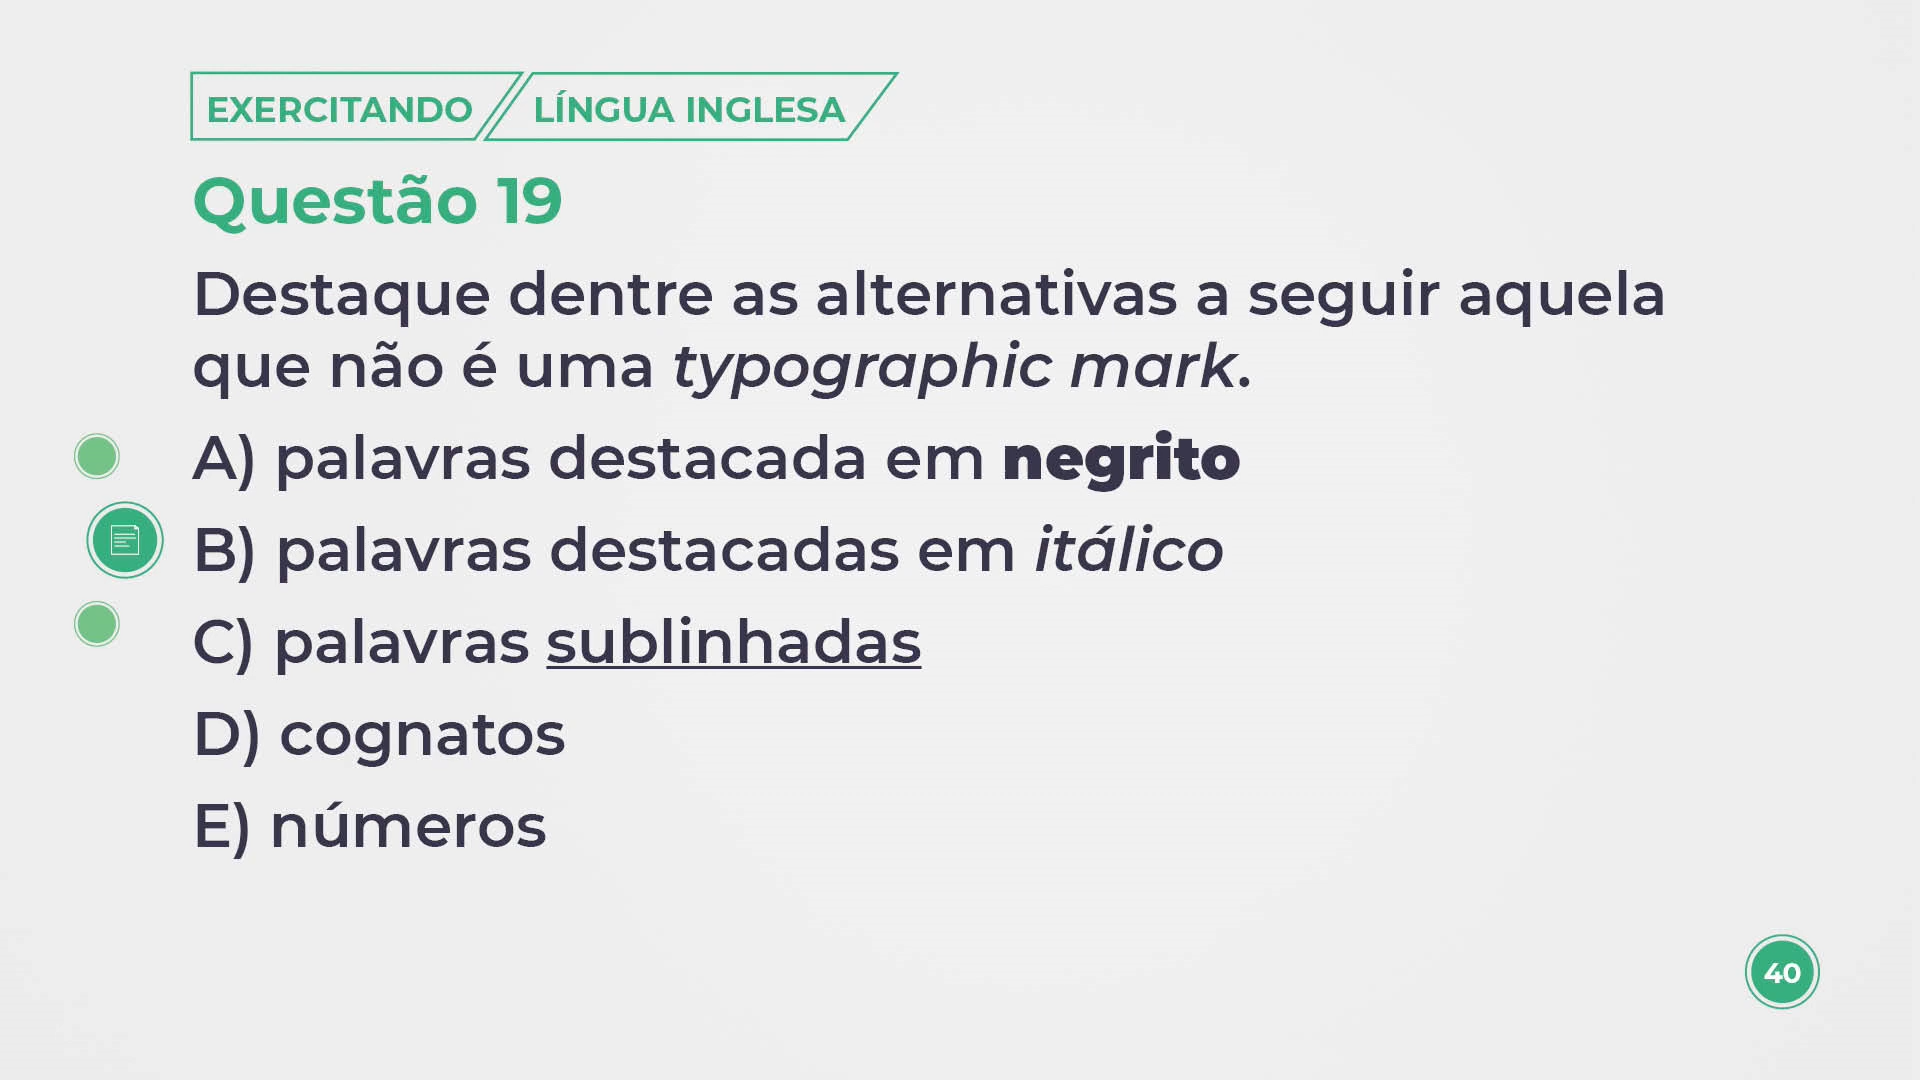 EXERCITANDO LÍNGUA INGLESA
Questão 19
Destaque dentre as alternativas a seguir aquela
que não é uma typographic mark.
A) palavras destacada em negrito
B) palavras destacadas em itálico
C) palavras sublinhadas
D) cognatos
E) números
40